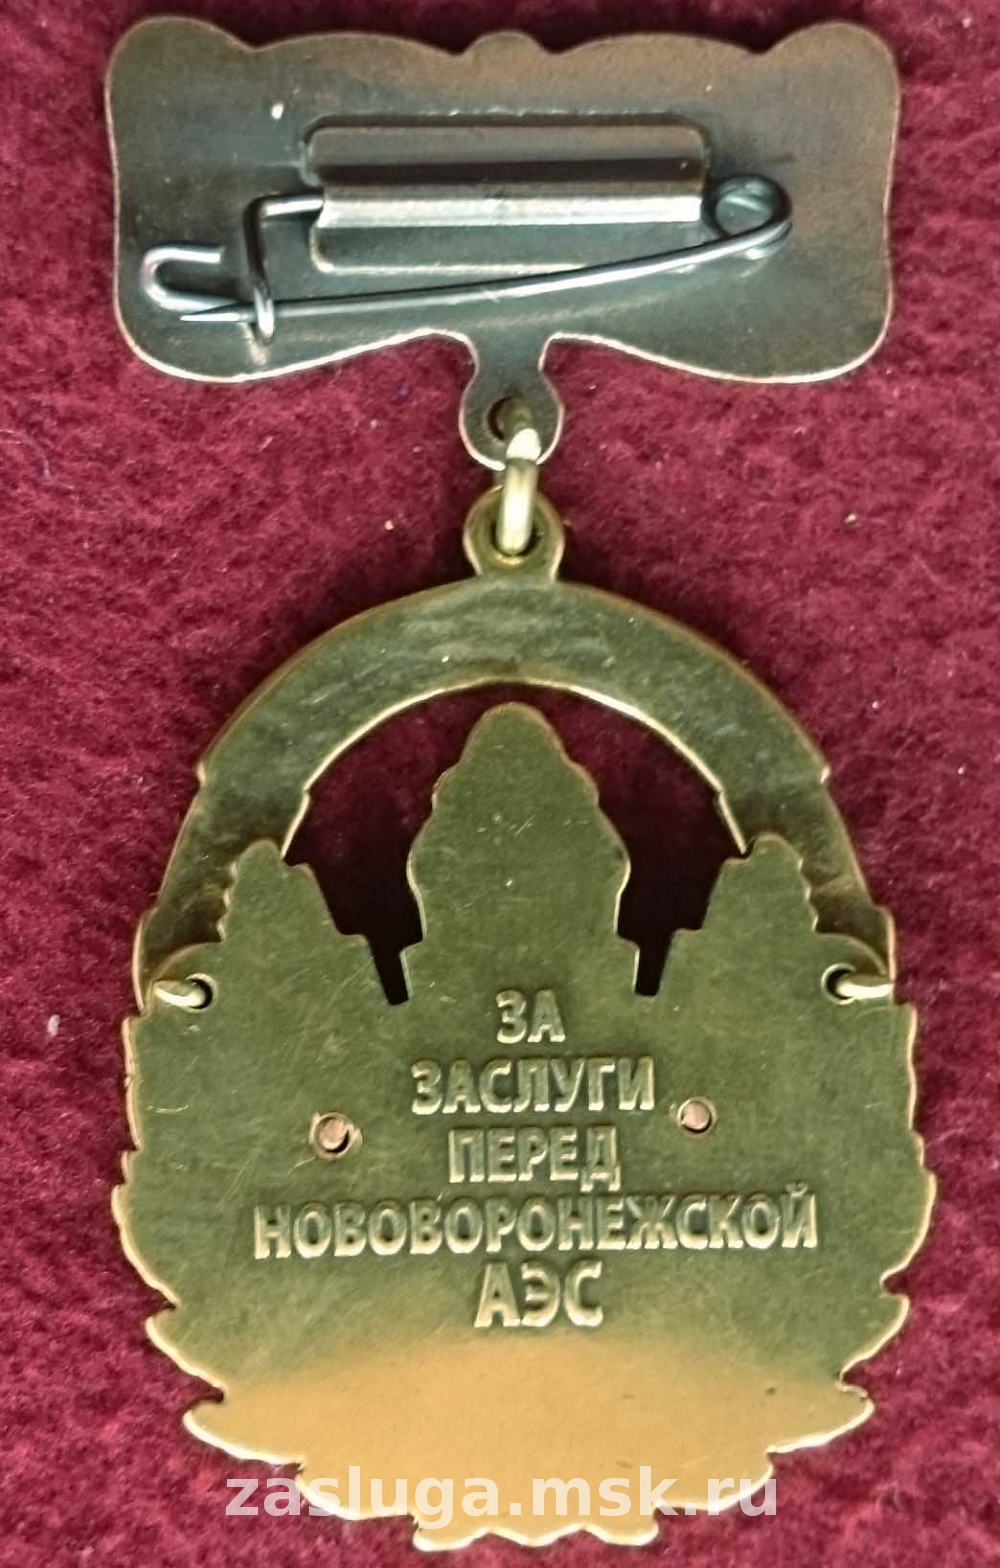 ЗА
ЗАСЛУГИ
ПЕРЕД
НОВОВОРОНЕЖСКОЙ
АЭС
zasluga.msk.ru